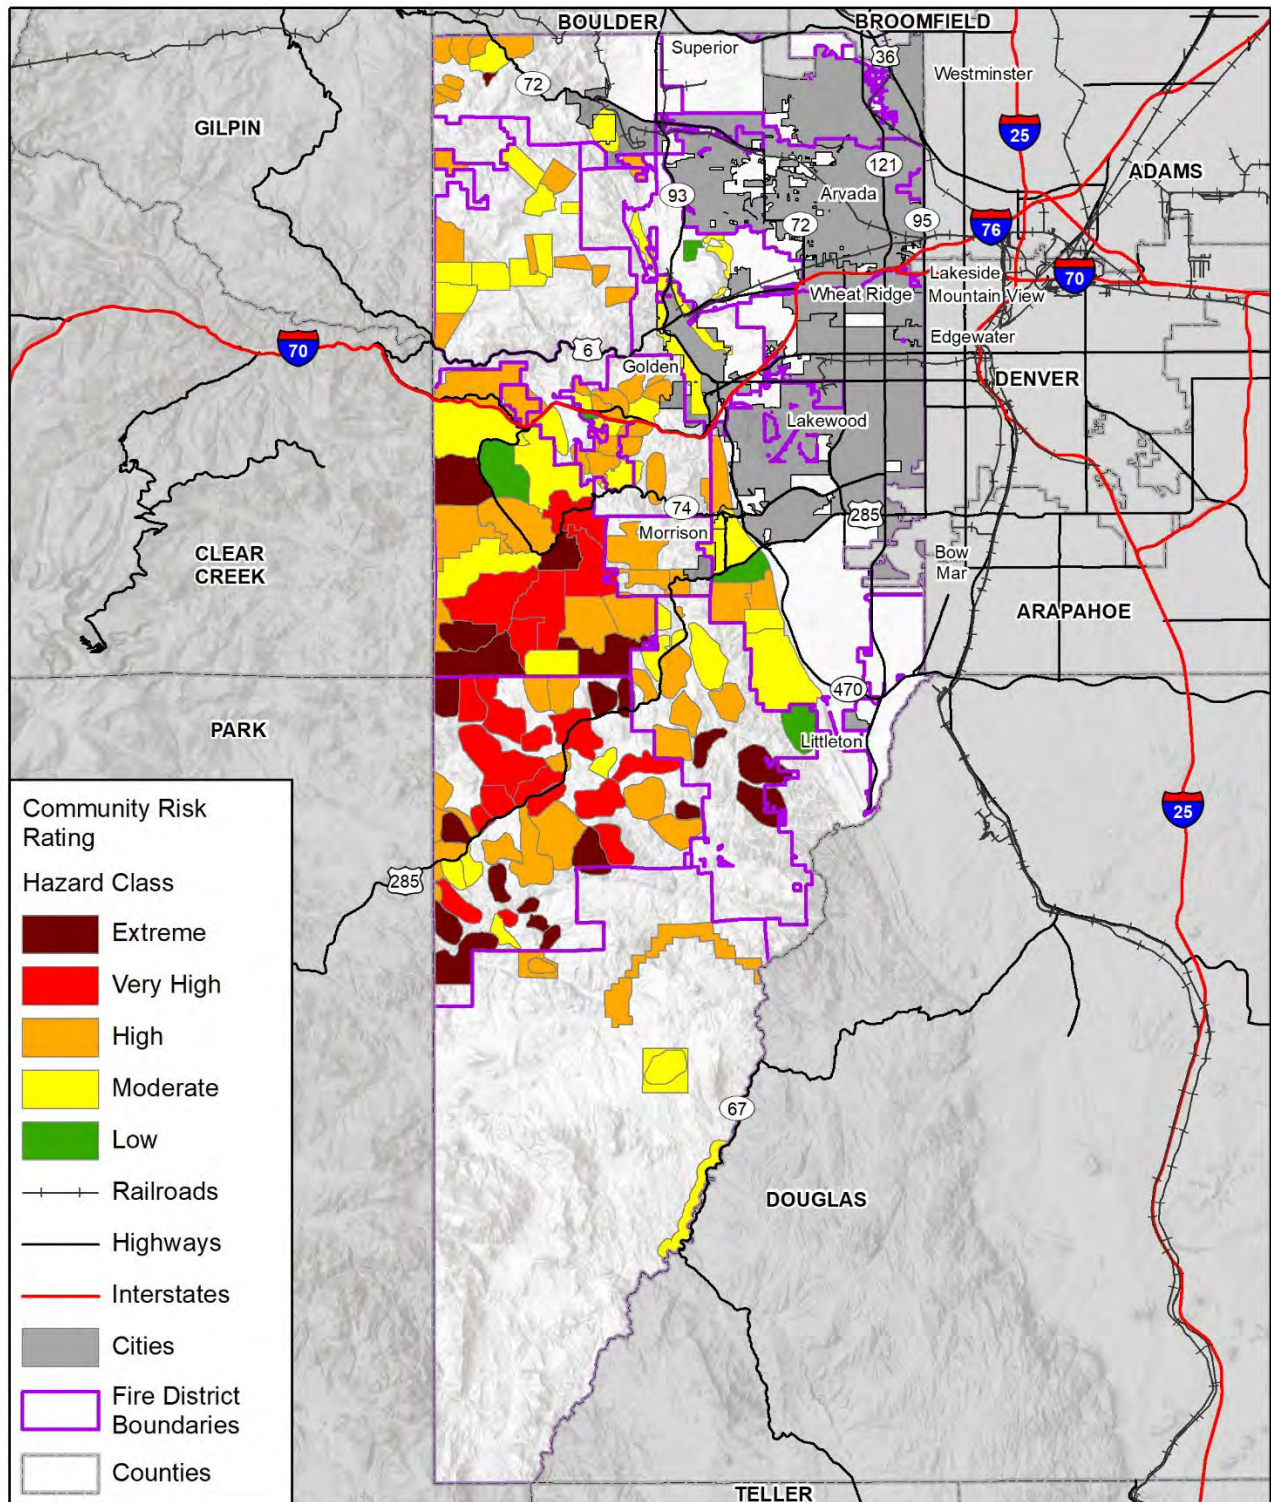 BOULDER
BROOMFIELD
Superior
36
Westminster
72
GILPIN
25
121
ADAMS
Arvada
93
72
95
76
Lakeside
70
Wheat Ridge
Mountain View
70
6
Edgewater
Golden
DENVER
Lakewood
74
285
Morrison
CLEAR
CREEK
Bow
Mar
ARAPAHOE
470
PARK
Littleton
25
285
67
DOUGLAS
TELLER
Community Risk
Rating
Hazard Class
Extreme
Very High
High
Moderate
Low
Railroads
Highways
Interstates
Cities
Fire District
Boundaries
Counties